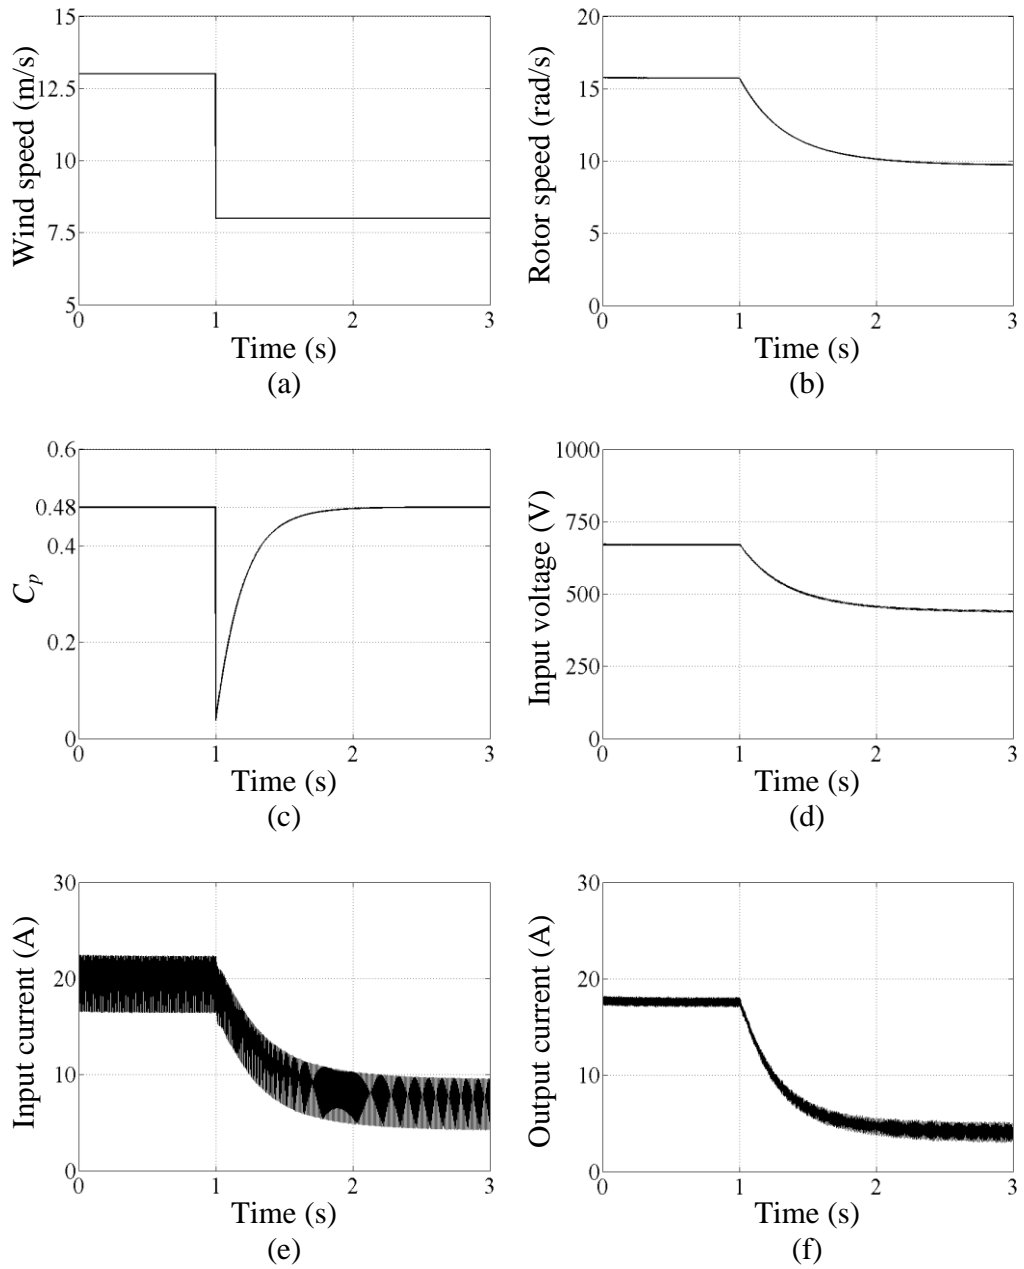 Wind speed (m/s)
15
12.5
10
7.5
5
0
1
2
3
Time (s)
(a)
Rotor speed (rad/s)
20
15
10
5
0
0
1
2
3
Time (s)
(b)
Cp
0.6
0.48
0.4
0.2
0
0
1
2
3
Time (s)
(c)
Input voltage (V)
1000
750
500
250
0
0
1
2
3
Time (s)
(d)
Input current (A)
30
20
10
0
0
1
2
3
Time (s)
(e)
Output current (A)
30
20
10
0
0
1
2
3
Time (s)
(f)